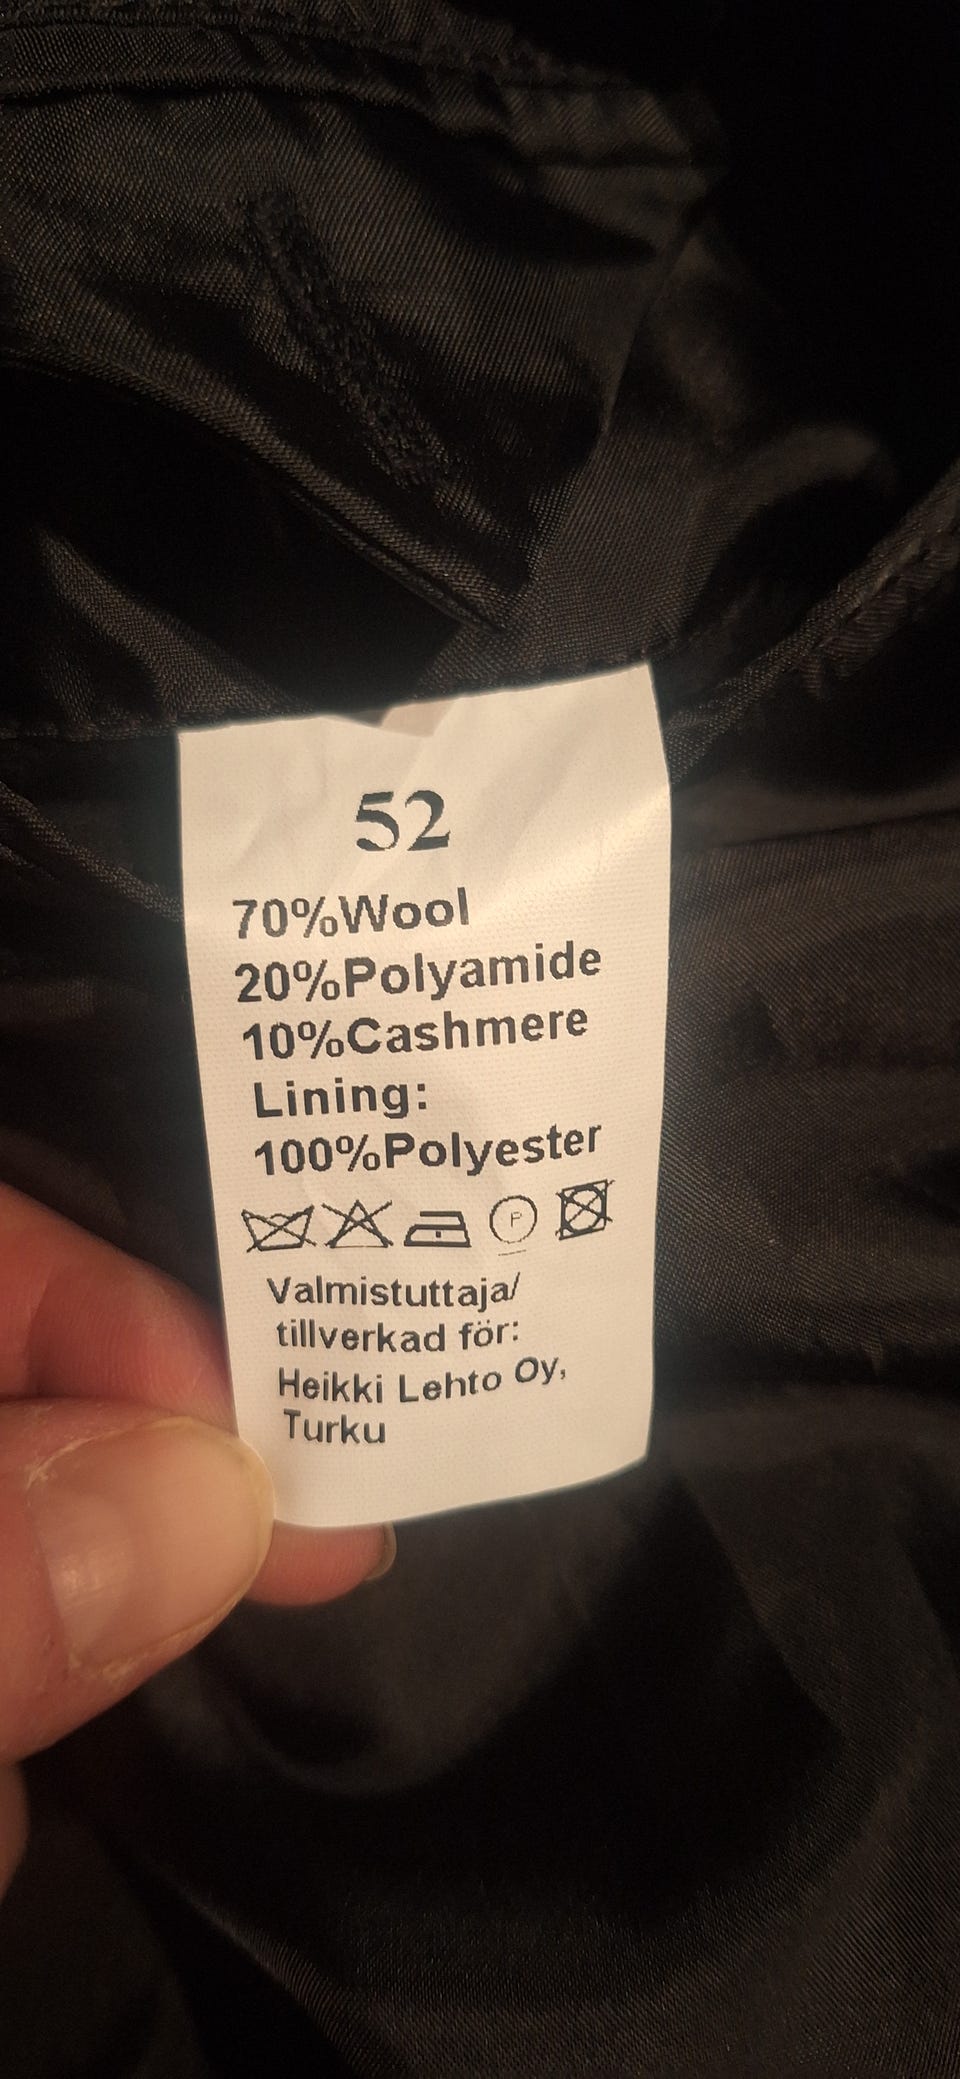 52
70%Wool
20%Polyamide
10%Cashmere
Lining:
100%Polyester
P
Valmistuttaja/
tillverkad för:
Heikki Lehto Oy,
Turku